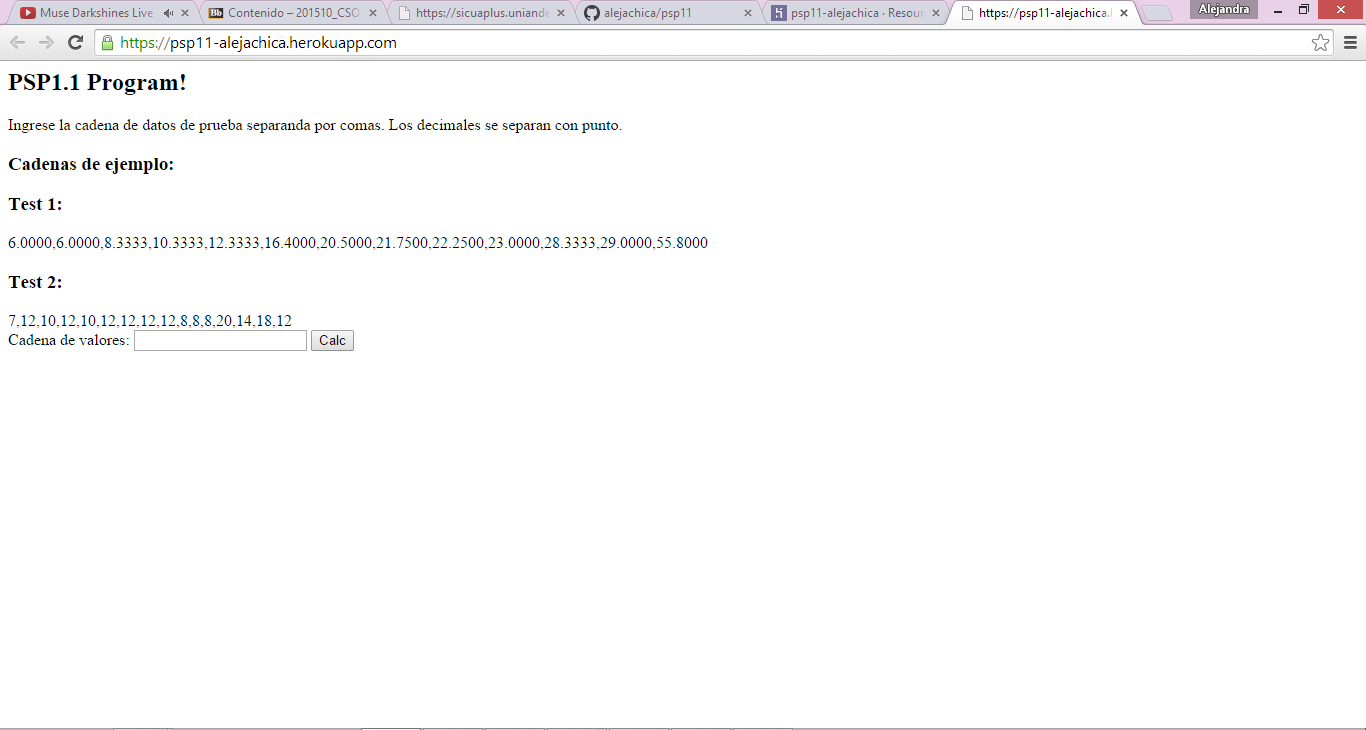 Muse Darkshines Live
Contenido – 201510_CSO
https://sicuaplus.uniande
alejachica/psp11
psp11-alejachica · Resour
https://psp11-alejachica.
Alejandra
https://psp11-alejachica.herokuapp.com
PSP1.1 Program!
Ingrese la cadena de datos de prueba separanda por comas. Los decimales se separan con punto.
Cadenas de ejemplo:
Test 1:
6.0000,6.0000,8.3333,10.3333,12.3333,16.4000,20.5000,21.7500,22.2500,23.0000,28.3333,29.0000,55.8000
Test 2:
7,12,10,12,10,12,12,12,12,8,8,8,20,14,18,12
Cadena de valores: Calc